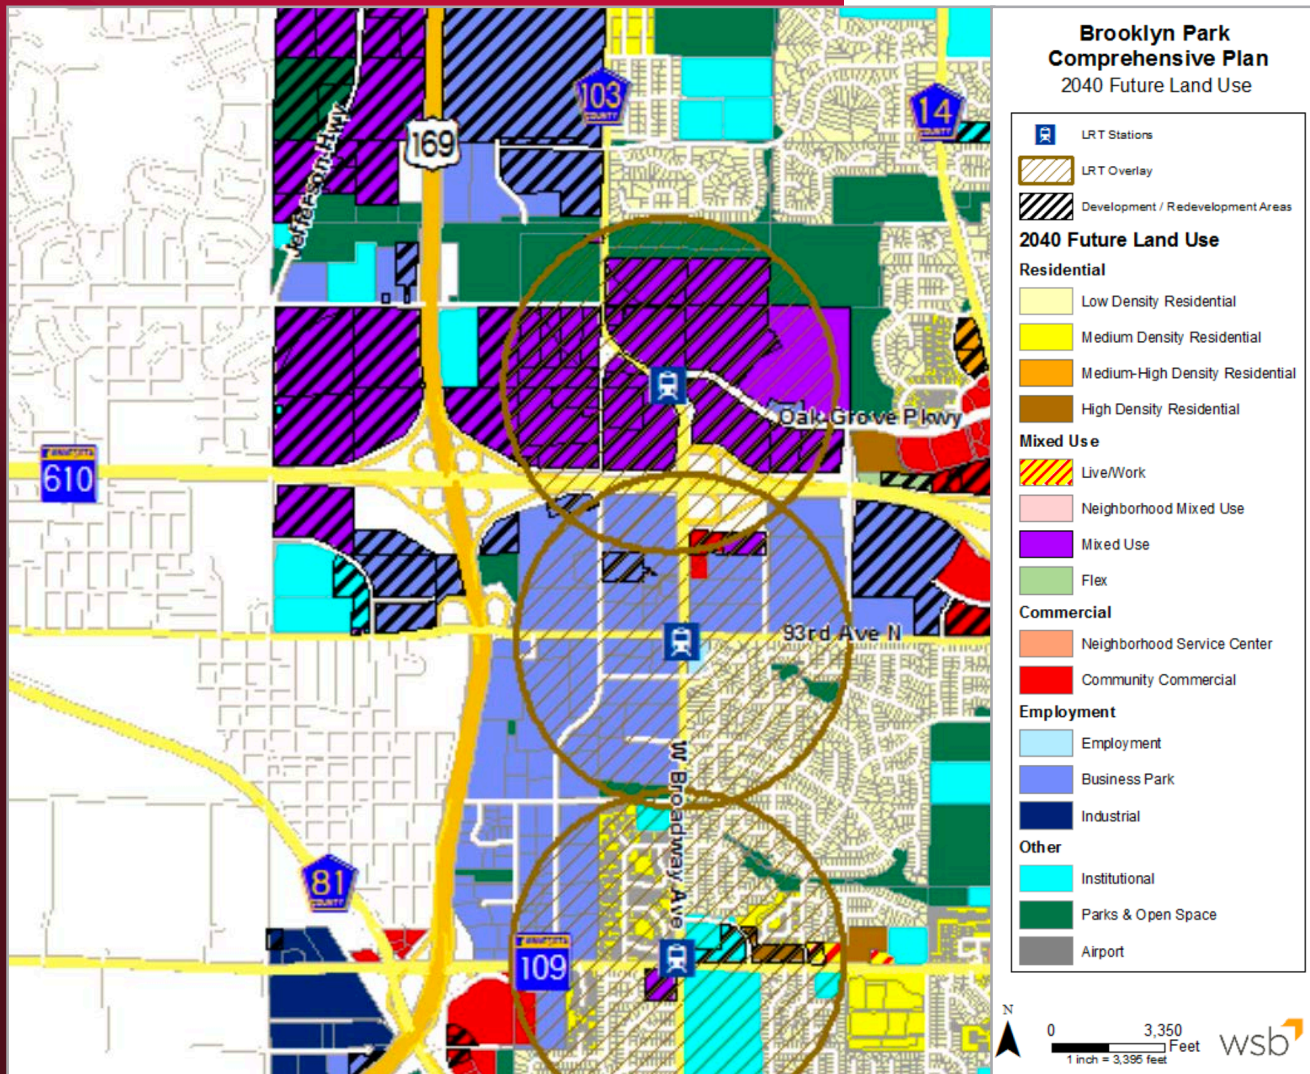 Brooklyn Park
Comprehensive Plan
2040 Future Land Use
LRT Stations
LRT Overlay
Development / Redevelopment Areas
2040 Future Land Use
Residential
Low Density Residential
Medium Density Residential
Medium-High Density Residential
High Density Residential
Mixed Use
Live/Work
Neighborhood Mixed Use
Mixed Use
Flex
Commercial
Neighborhood Service Center
Community Commercial
Employment
Employment
Business Park
Industrial
Other
Institutional
Parks & Open Space
Airport
N
0 3,350
Feet
1 inch = 3,395 feet
wsb
103
COUNTY
14
COUNTY
169
Jefferson Hwy
Oak Grove Pkwy
MINNESOTA
610
93rd Ave N
W Broadway Ave
81
COUNTY
MINNESOTA
109